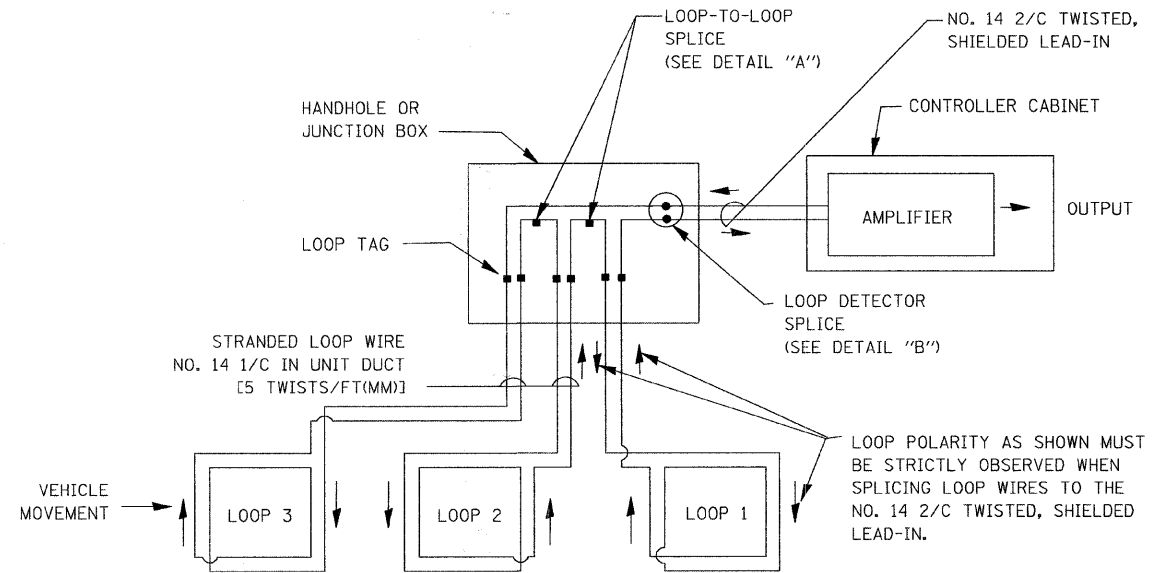 LOOP-TO-LOOP
SPLICE
(SEE DETAIL "A")
NO. 14 2/C TWISTED,
SHIELDED LEAD-IN
HANDHOLE OR
JUNCTION BOX
CONTROLLER CABINET
AMPLIFIER
OUTPUT
LOOP TAG
LOOP DETECTOR
SPLICE
(SEE DETAIL "B")
STRANDED LOOP WIRE
NO. 14 1/C IN UNIT DUCT
[5 TWISTS/FT(MM)]
LOOP POLARITY AS SHOWN MUST
BE STRICTLY OBSERVED WHEN
SPLICING LOOP WIRES TO THE
NO. 14 2/C TWISTED, SHIELDED
LEAD-IN.
VEHICLE
MOVEMENT
LOOP 3
LOOP 2
LOOP 1